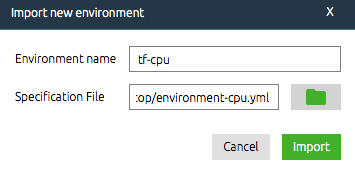 Import new environment X
Environment name tf-cpu
Specification File :op/environment-cpu.yml
Cancel Import